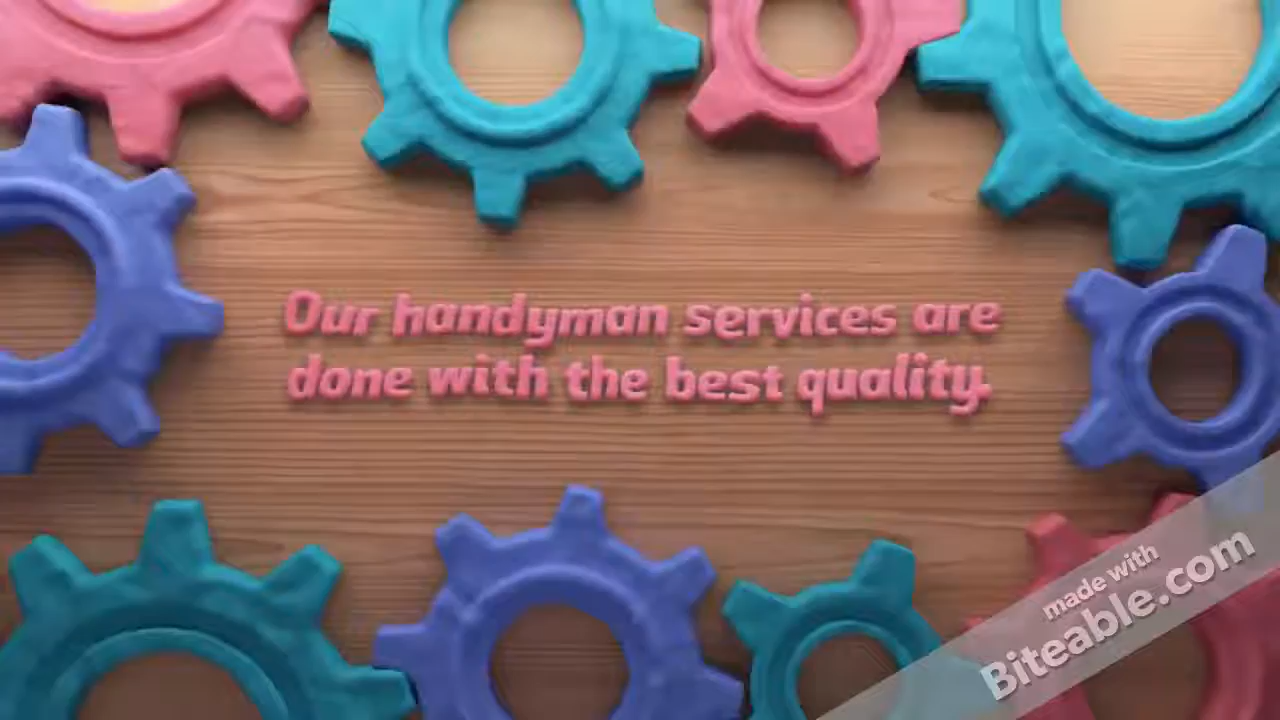 Our handyman services are
done with the best quality.
made with
Biteable.com